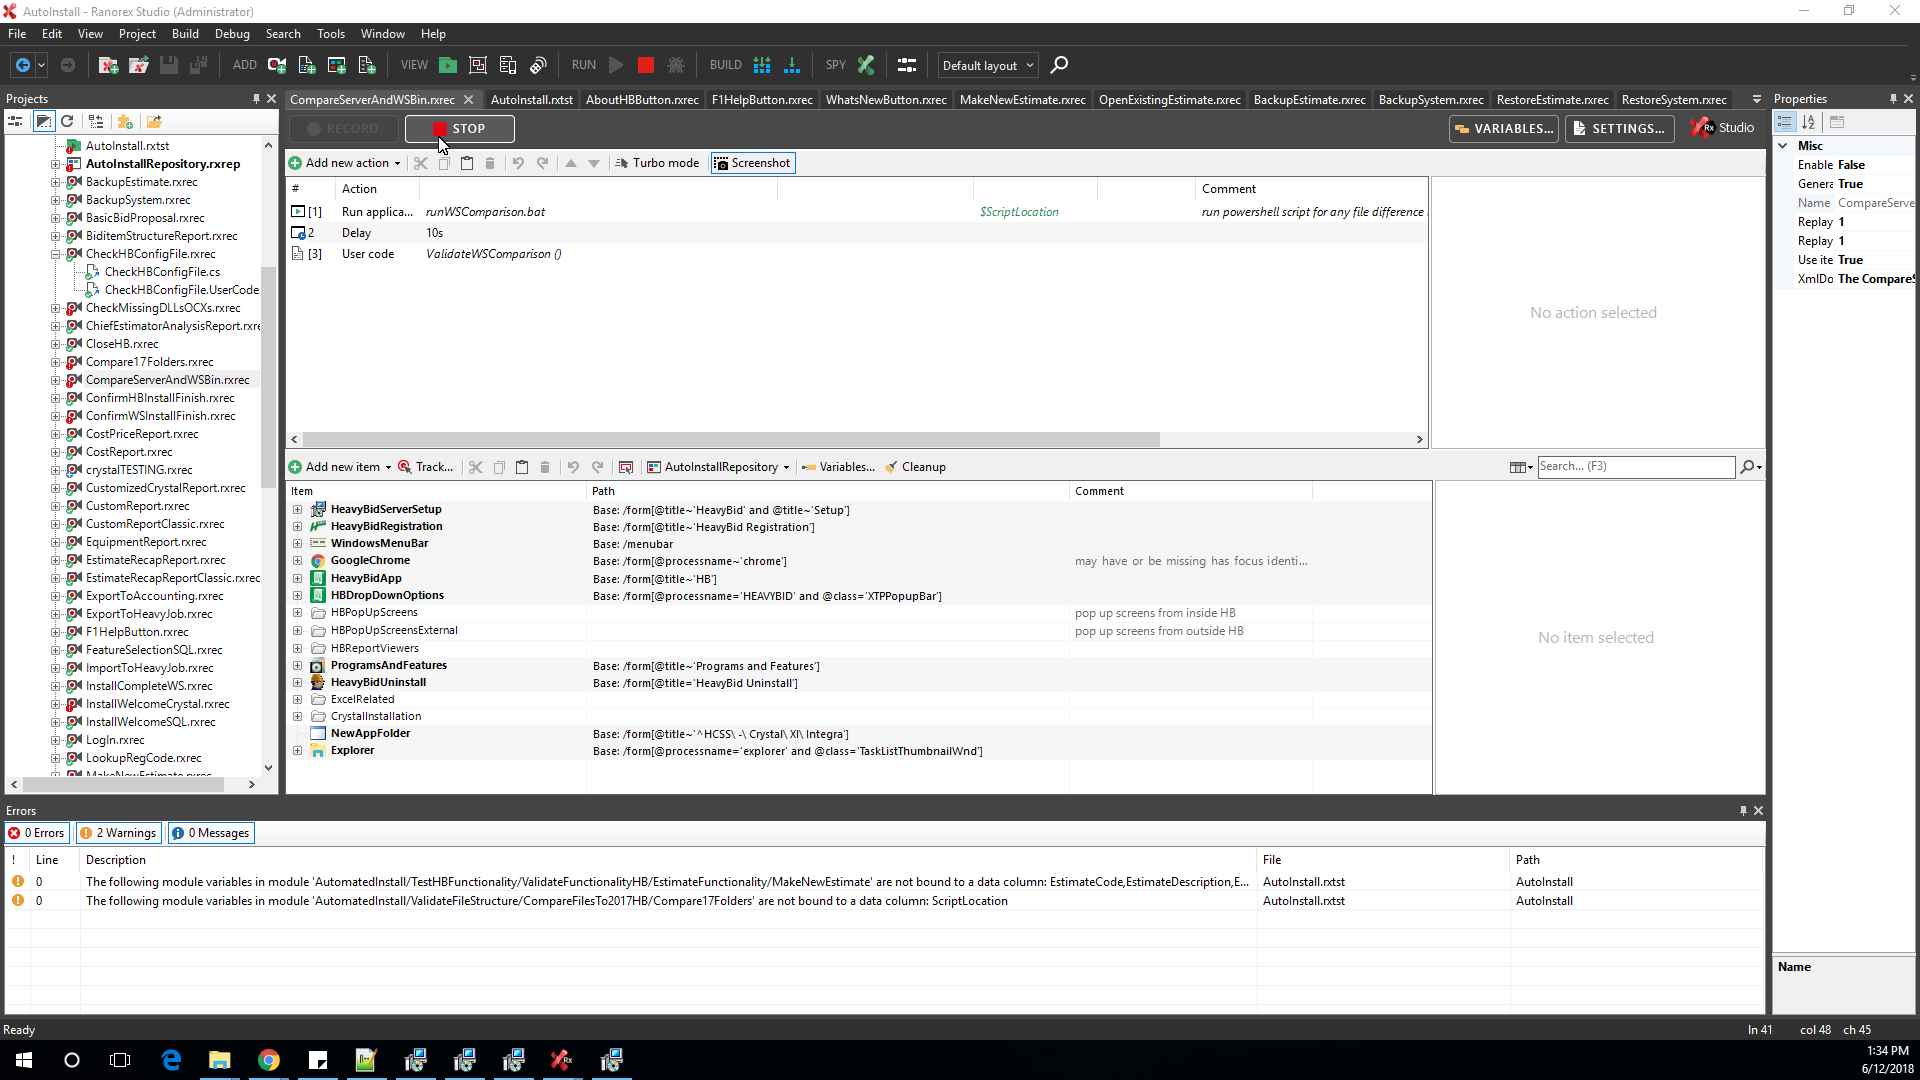 AutoInstall - Ranorex Studio (Administrator)
File Edit View Project Build Debug Search Tools Window Help
ADD VIEW RUN BUILD SPY Default layout
Projects
AutoInstall.rxtst
AutoInstallRepository.rxrep
BackupEstimate.rxrec
BackupSystem.rxrec
BasicBidProposal.rxrec
BiditemStructureReport.rxrec
CheckHBConfigFile.rxrec
CheckHBConfigFile.cs
CheckHBConfigFile.UserCode
CheckMissingDLLsOCXs.rxrec
ChiefEstimatorAnalysisReport.rxre
CloseHB.rxrec
Compare17Folders.rxrec
CompareServerAndWSBin.rxrec
ConfirmHBInstallFinish.rxrec
ConfirmWSInstallFinish.rxrec
CostPriceReport.rxrec
CostReport.rxrec
crystalTESTING.rxrec
CustomizedCrystalReport.rxrec
CustomReport.rxrec
CustomReportClassic.rxrec
EquipmentReport.rxrec
EstimateRecapReport.rxrec
EstimateRecapReportClassic.rxrec
ExportToAccounting.rxrec
ExportToHeavyJob.rxrec
F1HelpButton.rxrec
FeatureSelectionSQL.rxrec
ImportToHeavyJob.rxrec
InstallCompleteWS.rxrec
InstallWelcomeCrystal.rxrec
InstallWelcomeSQL.rxrec
LogIn.rxrec
LookupRegCode.rxrec
MakeNewEstimate.rxrec
CompareServerAndWSBin.rxrec AutoInstall.rxtst AboutHBButton.rxrec F1HelpButton.rxrec WhatsNewButton.rxrec MakeNewEstimate.rxrec OpenExistingEstimate.rxrec BackupEstimate.rxrec BackupSystem.rxrec RestoreEstimate.rxrec RestoreSystem.rxrec
RECORD STOP VARIABLES... SETTINGS... Rx Studio
Add new action Turbo mode Screenshot
# Action Comment
[1] Run applica... runWSComparison.bat $ScriptLocation run powershell script for any file difference
2 Delay 10s
[3] User code ValidateWSComparison ()
No action selected
Add new item Track... AutoInstallRepository Variables... Cleanup Search... (F3)
Item Path Comment
HeavyBidServerSetup Base: /form[@title~'HeavyBid' and @title~'Setup']
HeavyBidRegistration Base: /form[@title~'HeavyBid Registration']
WindowsMenuBar Base: /menubar
GoogleChrome Base: /form[@processname~'chrome'] may have or be missing has focus identi...
HeavyBidApp Base: /form[@title~'HB']
HBDropDownOptions Base: /form[@processname='HEAVYBID' and @class='XTPPopupBar']
HBPopUpScreens pop up screens from inside HB
HBPopUpScreensExternal pop up screens from outside HB
HBReportViewers
ProgramsAndFeatures Base: /form[@title~'Programs and Features']
HeavyBidUninstall Base: /form[@title='HeavyBid Uninstall']
ExcelRelated
CrystalInstallation
NewAppFolder Base: /form[@title~'^HCSS\ -\ Crystal\ XI\ Integra']
Explorer Base: /form[@processname='explorer' and @class='TaskListThumbnailWnd']
No item selected
Properties
Misc
Enable False
Genera True
Name CompareServe
Replay 1
Replay 1
Use ite True
XmlDo The CompareS
Name
Errors
0 Errors 2 Warnings 0 Messages
! Line Description File Path
0 The following module variables in module 'AutomatedInstall/TestHBFunctionality/ValidateFunctionalityHB/EstimateFunctionality/MakeNewEstimate' are not bound to a data column: EstimateCode,EstimateDescription,E... AutoInstall.rxtst AutoInstall
0 The following module variables in module 'AutomatedInstall/ValidateFileStructure/CompareFilesTo2017HB/Compare17Folders' are not bound to a data column: ScriptLocation AutoInstall.rxtst AutoInstall
Ready ln 41 col 48 ch 45
1:34 PM
6/12/2018